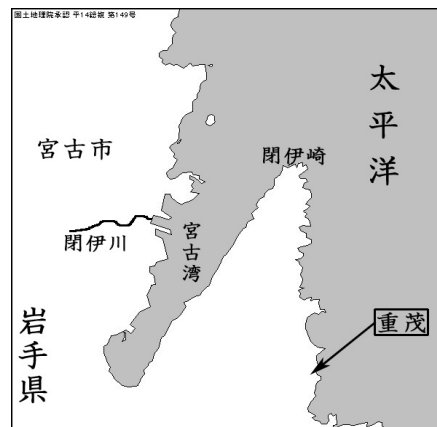 国土地理院承認 平14総複 第149号
太平洋
閉伊崎
宮古市
閉伊川
宮古湾
重茂
岩手県